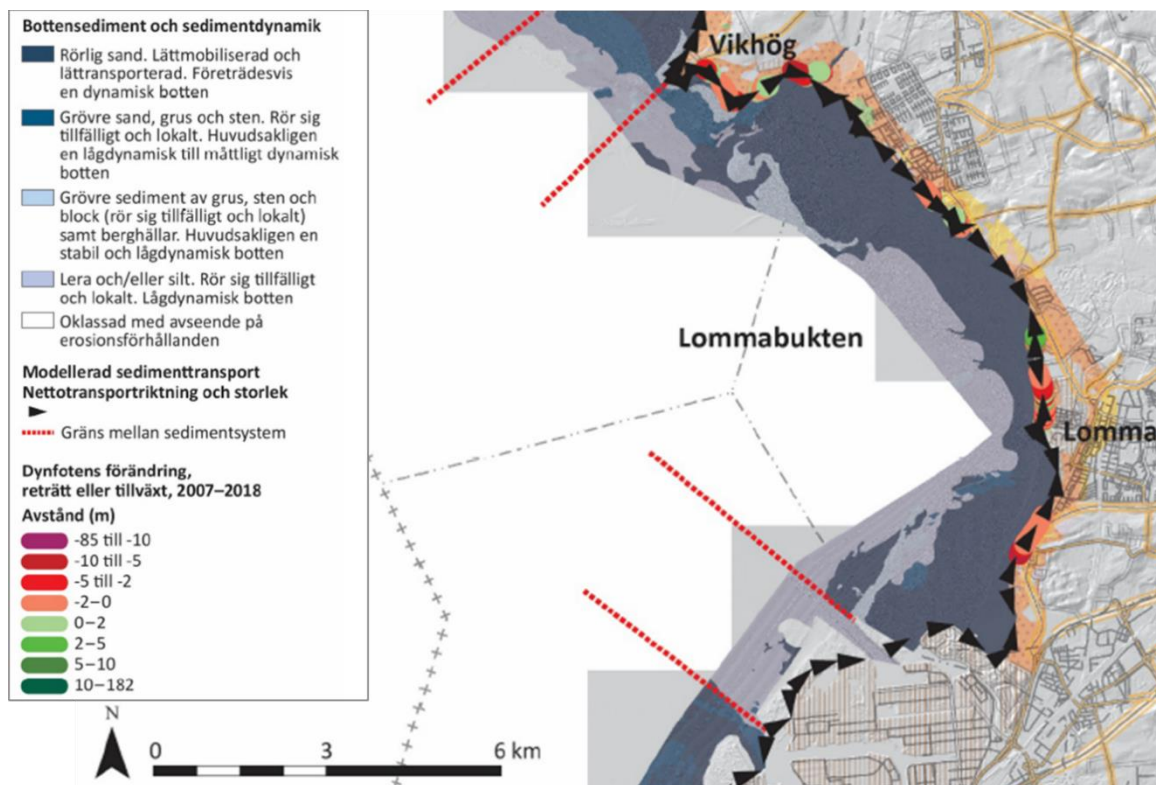 Bottensediment och sedimentdynamik
Rörlig sand. Lättmobiliserad och
lättransporterad. Företrädesvis
en dynamisk botten
Grövre sand, grus och sten. Rör sig
tillfälligt och lokalt. Huvudsakligen
en lågdynamisk till måttligt dynamisk
botten
Grövre sediment av grus, sten och
block (rör sig tillfälligt och lokalt)
samt berghällar. Huvudsakligen en
stabil och lågdynamisk botten
Lera och/eller silt. Rör sig tillfälligt
och lokalt. Lågdynamisk botten
Oklassad med avseende på
erosionsförhållanden
Modellerad sedimenttransport
Nettotransportriktning och storlek
Gräns mellan sedimentsystem
Dynfotens förändring,
reträtt eller tillväxt, 2007–2018
Avstånd (m)
-85 till -10
-10 till -5
-5 till -2
-2–0
0–2
2–5
5–10
10–182
Vikhög
Lommabukten
Lomma
N
0 3 6 km